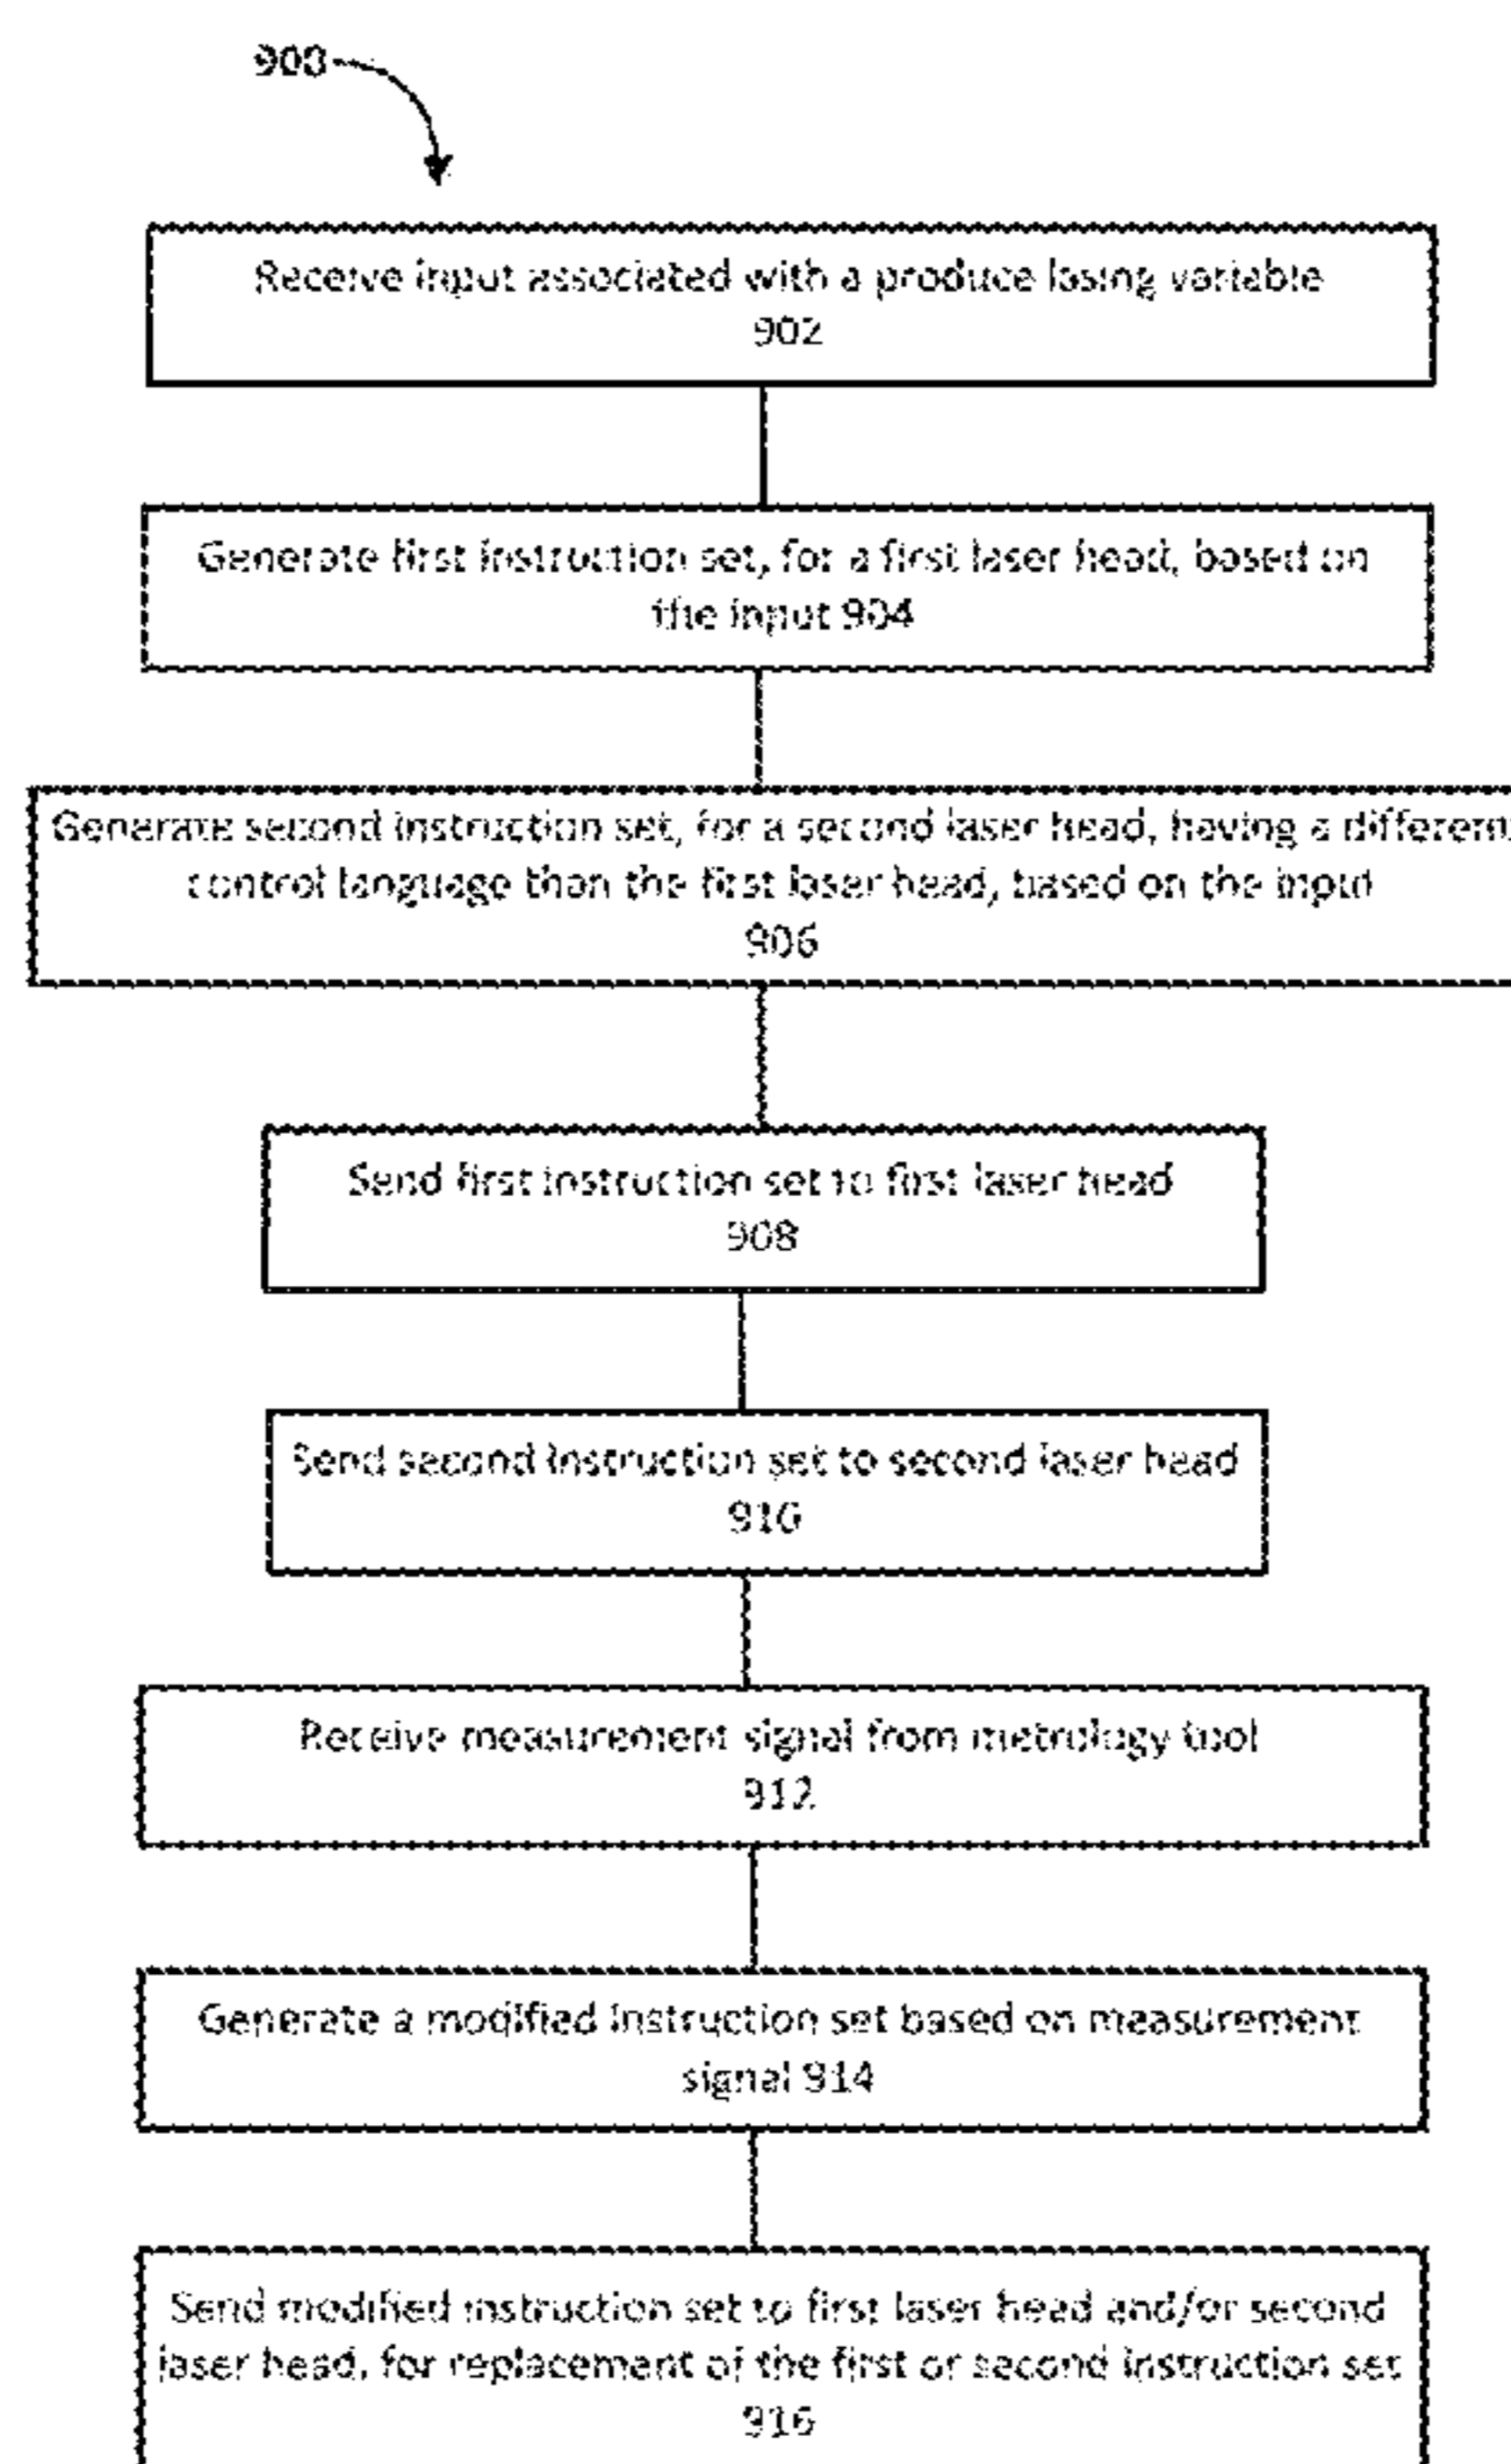 900
Receive input associated with a produce lasing variable
902
Generate first instruction set, for a first laser head, based on
the input 904
Generate second instruction set, for a second laser head, having a different
control language than the first laser head, based on the input
906
Send first instruction set to first laser head
908
Send second instruction set to second laser head
910
Receive measurement signal from metrology tool
912
Generate a modified instruction set based on measurement
signal 914
Send modified instruction set to first laser head and/or second
laser head, for replacement of the first or second instruction set
916